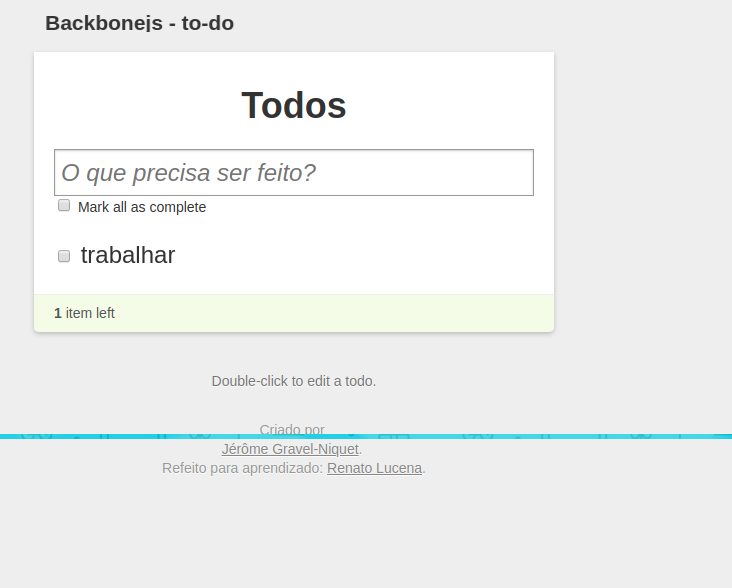 Backbonejs - to-do
Todos
O que precisa ser feito?
Mark all as complete
trabalhar
1 item left
Double-click to edit a todo.
Criado por
Jérôme Gravel-Niquet.
Refeito para aprendizado: Renato Lucena.